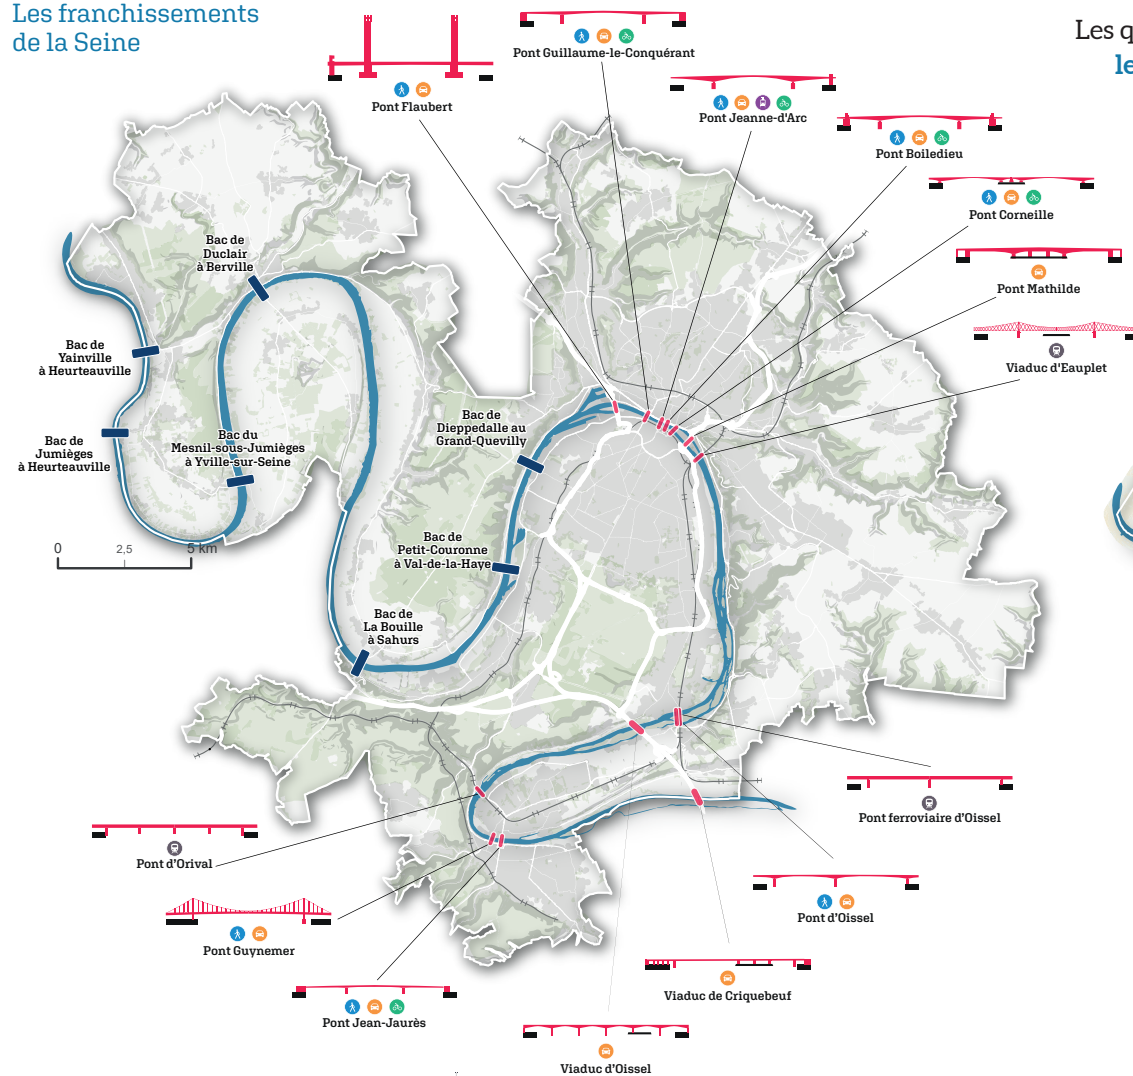 Les franchissements
de la Seine
Les q
le
Pont Flaubert
Pont Guillaume-le-Conquérant
Pont Jeanne-d'Arc
Pont Boiledieu
Pont Corneille
Pont Mathilde
Viaduc d'Eauplet
Bac de
Duclair
à Berville
Bac de
Yainville
à Heurteauville
Bac de
Jumièges
à Heurteauville
Bac du
Mesnil-sous-Jumièges
à Yville-sur-Seine
Bac de
Dieppedalle au
Grand-Quevilly
Bac de
Petit-Couronne
à Val-de-la-Haye
Bac de
La Bouille
à Sahurs
0 2,5 5 km
Pont ferroviaire d'Oissel
Pont d'Orival
Pont d'Oissel
Pont Guynemer
Viaduc de Criquebeuf
Pont Jean-Jaurès
Viaduc d'Oissel